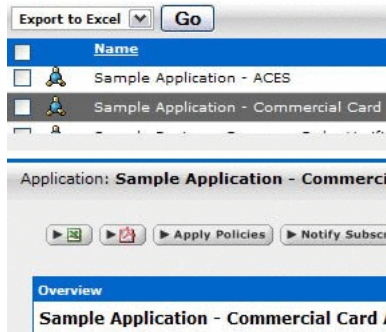 Export to Excel Go
Name
Sample Application - ACES
Sample Application - Commercial Card
Application: Sample Application - Commerci
Apply Policies Notify Subscr
Overview
Sample Application - Commercial Card